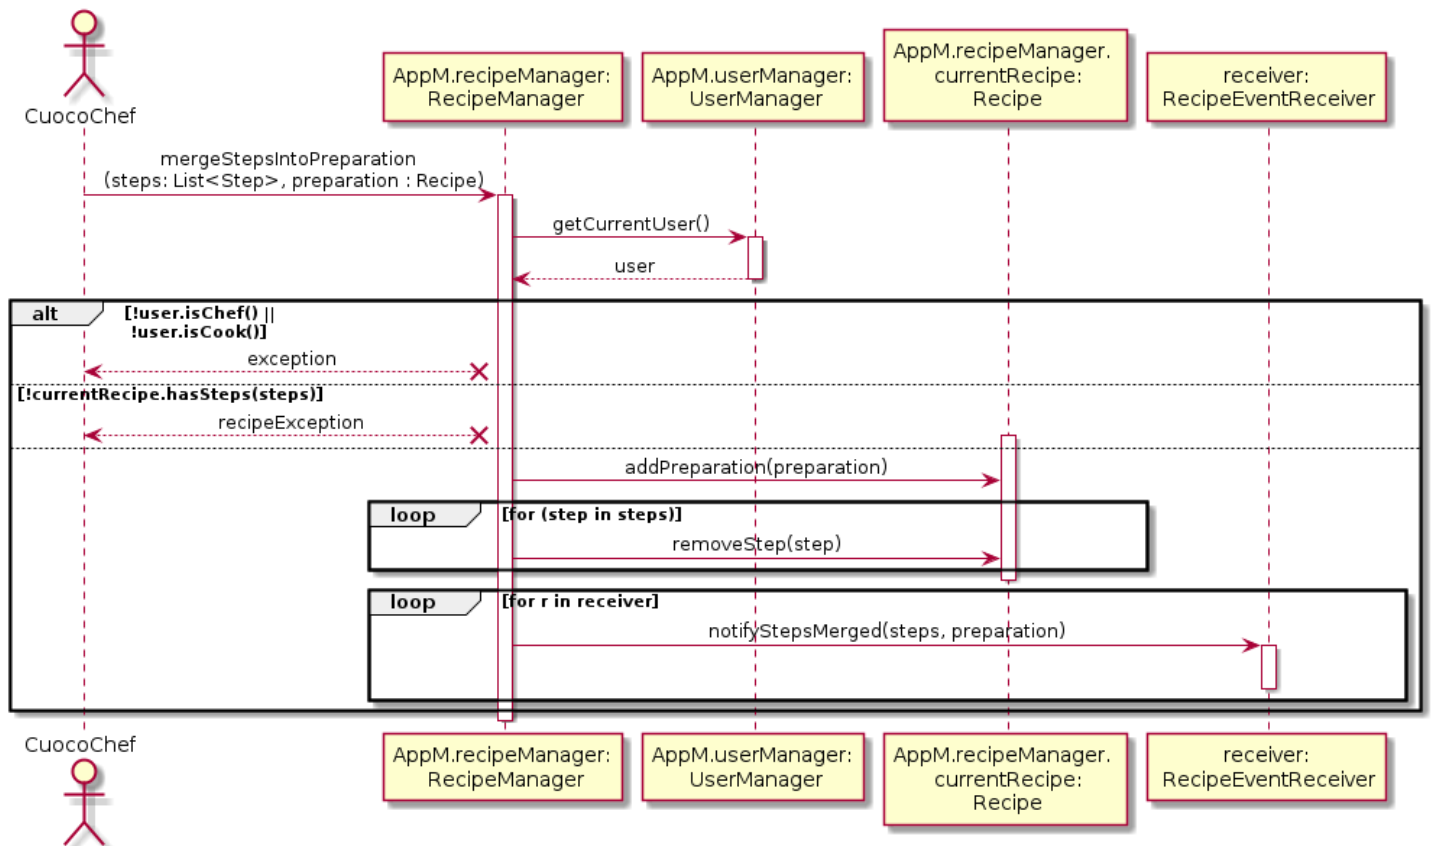 CuocoChef
AppM.recipeManager:
RecipeManager
AppM.userManager:
UserManager
AppM.recipeManager.
currentRecipe:
Recipe
receiver:
RecipeEventReceiver
mergeStepsIntoPreparation
(steps: List<Step>, preparation : Recipe)
getCurrentUser()
user
alt
[!user.isChef() ||
!user.isCook()]
exception
[!currentRecipe.hasSteps(steps)]
recipeException
addPreparation(preparation)
loop
[for (step in steps)]
removeStep(step)
loop
[for r in receiver]
notifyStepsMerged(steps, preparation)
CuocoChef
AppM.recipeManager:
RecipeManager
AppM.userManager:
UserManager
AppM.recipeManager.
currentRecipe:
Recipe
receiver:
RecipeEventReceiver